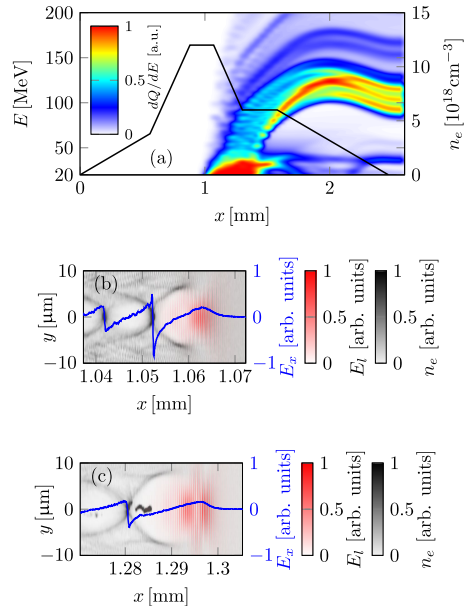 200
150
100
50
20
E [MeV]
1
0.5
0
dQ/dE [a.u.]
(a)
15
10
5
0
n_e [10^18 cm^−3]
0 1 2
x [mm]
10
0
−10
y [μm]
(b)
1
0
−1
E_x [arb. units]
1
0.5
0
E_l [arb. units]
1
0.5
0
n_e [arb. units]
1.04 1.05 1.06 1.07
x [mm]
10
0
−10
y [μm]
(c)
1
0
−1
E_x [arb. units]
1
0.5
0
E_l [arb. units]
1
0.5
0
n_e [arb. units]
1.28 1.29 1.3
x [mm]